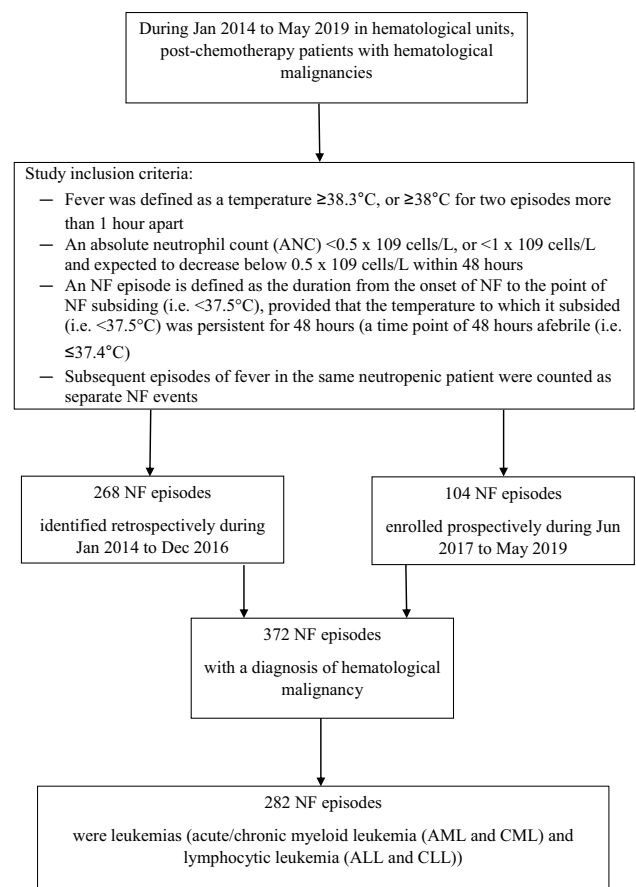 During Jan 2014 to May 2019 in hematological units,
post-chemotherapy patients with hematological
malignancies
Study inclusion criteria:
— Fever was defined as a temperature ≥38.3°C, or ≥38°C for two episodes more
than 1 hour apart
— An absolute neutrophil count (ANC) <0.5 x 109 cells/L, or <1 x 109 cells/L
and expected to decrease below 0.5 x 109 cells/L within 48 hours
— An NF episode is defined as the duration from the onset of NF to the point of
NF subsiding (i.e. <37.5°C), provided that the temperature to which it subsided
(i.e. <37.5°C) was persistent for 48 hours (a time point of 48 hours afebrile (i.e.
≤37.4°C)
— Subsequent episodes of fever in the same neutropenic patient were counted as
separate NF events
268 NF episodes
identified retrospectively during
Jan 2014 to Dec 2016
104 NF episodes
enrolled prospectively during Jun
2017 to May 2019
372 NF episodes
with a diagnosis of hematological
malignancy
282 NF episodes
were leukemias (acute/chronic myeloid leukemia (AML and CML) and
lymphocytic leukemia (ALL and CLL))